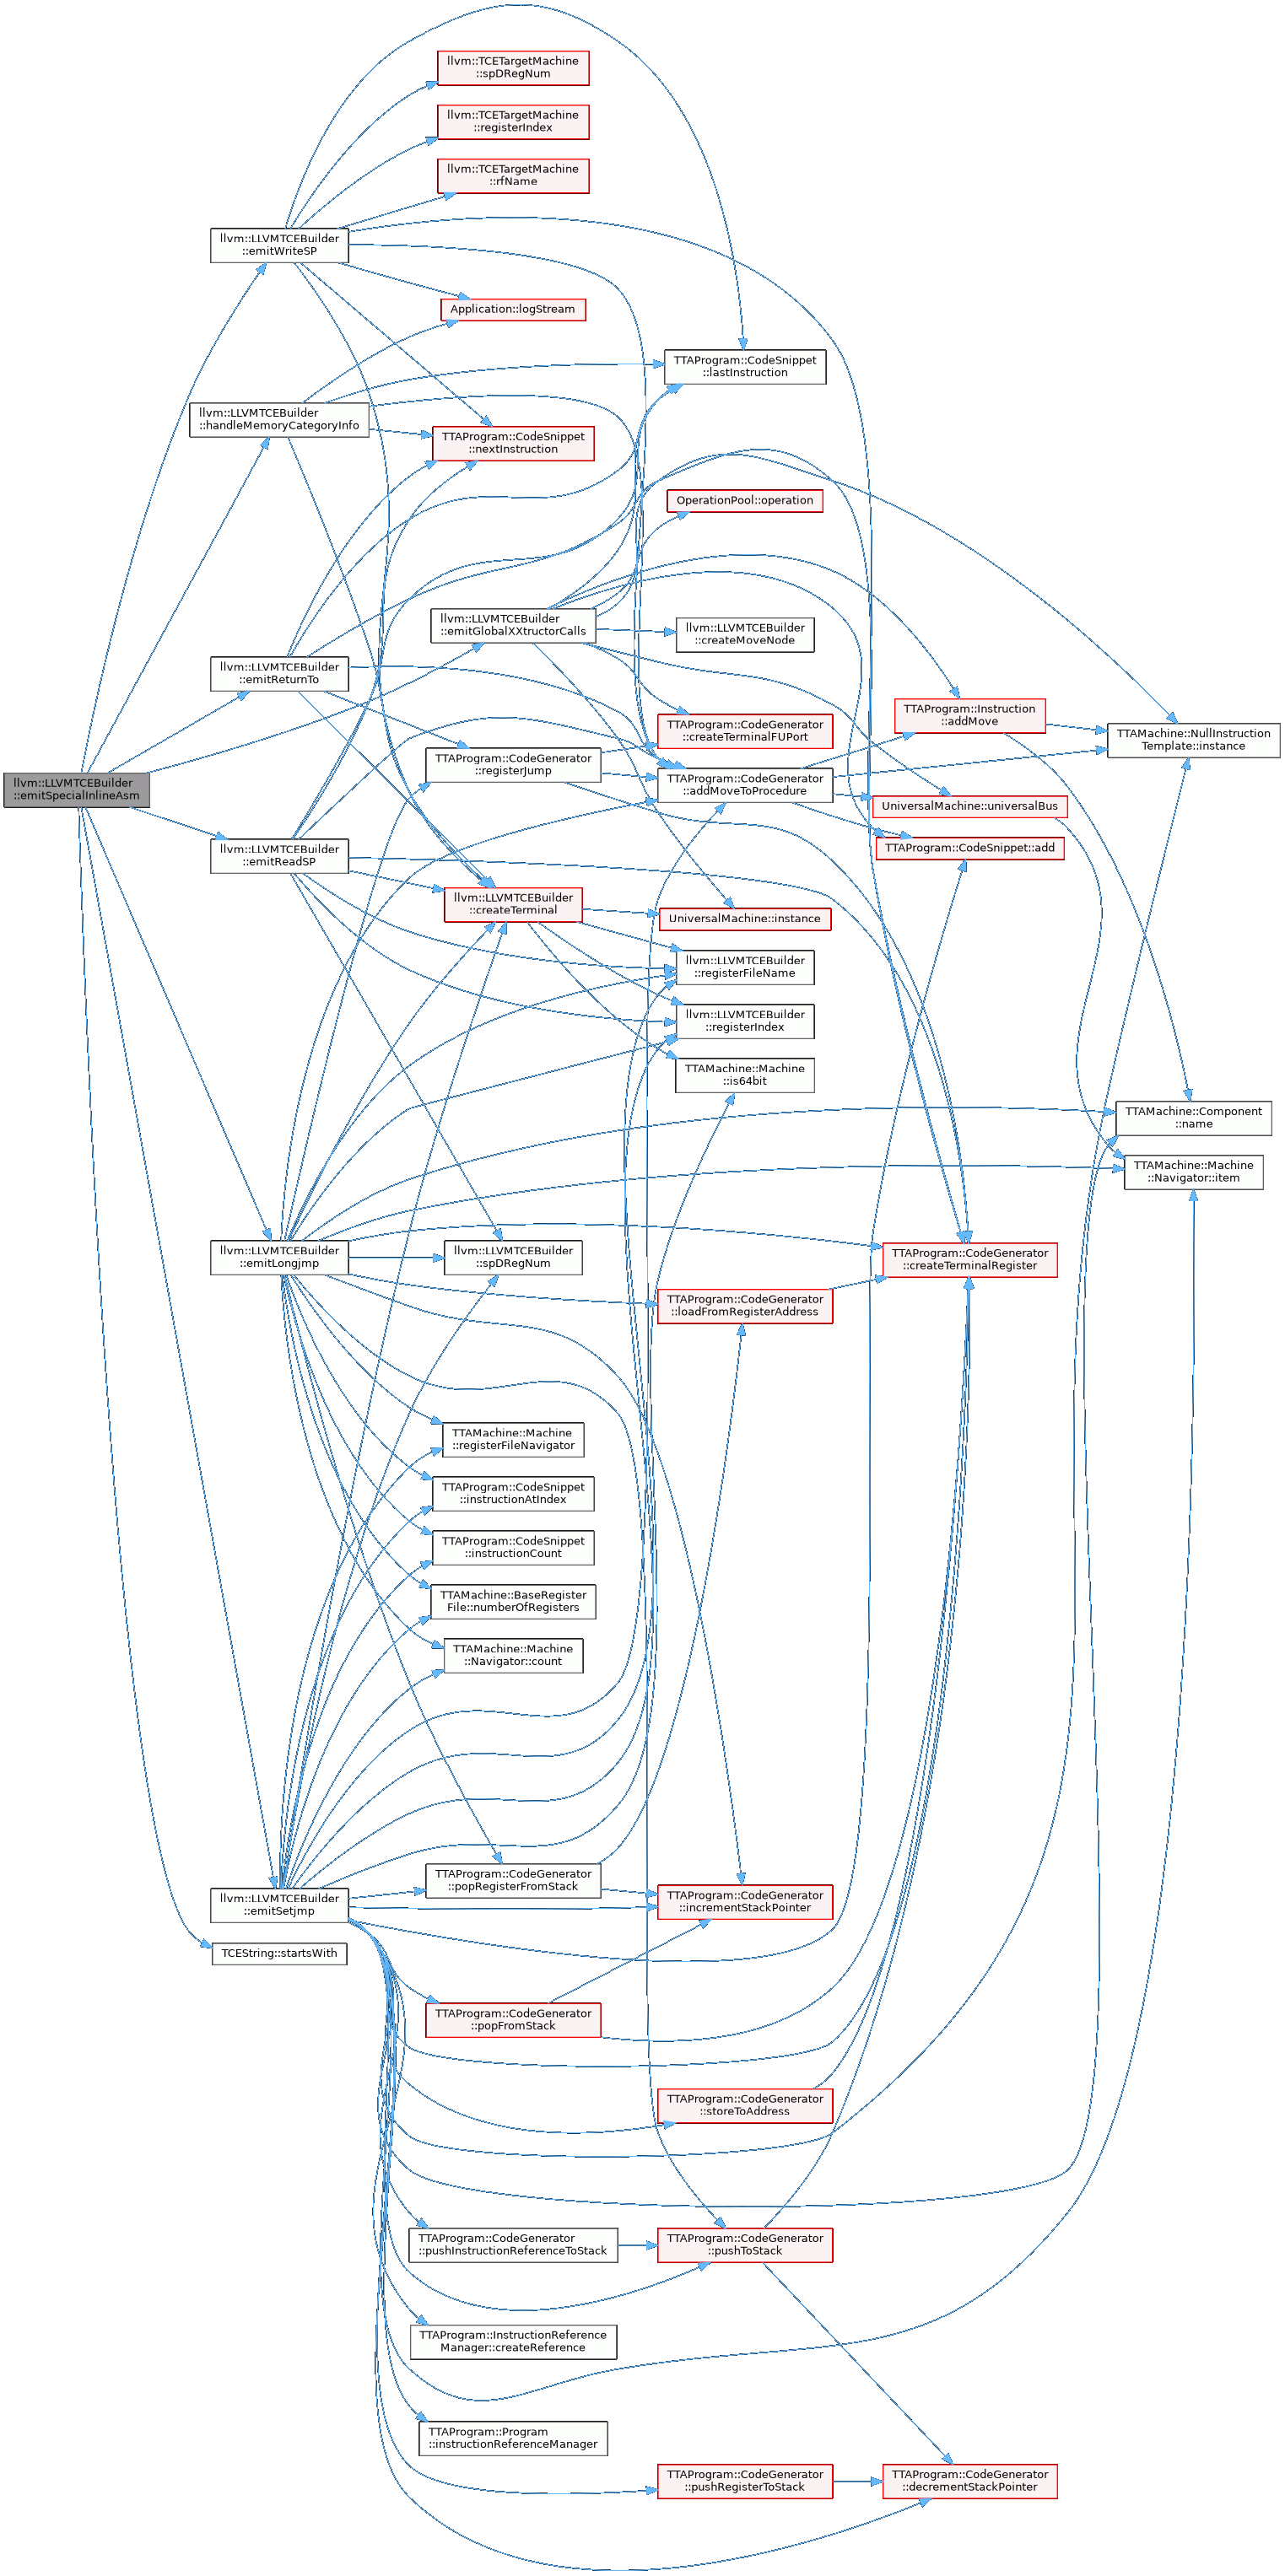 llvm::TCETargetMachine
::spDRegNum
llvm::TCETargetMachine
::registerIndex
llvm::TCETargetMachine
::rfName
llvm::LLVMTCEBuilder
::emitWriteSP
Application::logStream
TTAProgram::CodeSnippet
::lastInstruction
llvm::LLVMTCEBuilder
::handleMemoryCategoryInfo
TTAProgram::CodeSnippet
::nextInstruction
OperationPool::operation
llvm::LLVMTCEBuilder
::emitGlobalXXtructorCalls
llvm::LLVMTCEBuilder
::createMoveNode
llvm::LLVMTCEBuilder
::emitReturnTo
TTAProgram::Instruction
::addMove
TTAProgram::CodeGenerator
::createTerminalFUPort
TTAMachine::NullInstruction
Template::instance
TTAProgram::CodeGenerator
::registerJump
TTAProgram::CodeGenerator
::addMoveToProcedure
llvm::LLVMTCEBuilder
::emitSpecialInlineAsm
UniversalMachine::universalBus
llvm::LLVMTCEBuilder
::emitReadSP
TTAProgram::CodeSnippet::add
llvm::LLVMTCEBuilder
::createTerminal
UniversalMachine::instance
llvm::LLVMTCEBuilder
::registerFileName
llvm::LLVMTCEBuilder
::registerIndex
TTAMachine::Machine
::is64bit
TTAMachine::Component
::name
TTAMachine::Machine
::Navigator::item
llvm::LLVMTCEBuilder
::emitLongjmp
llvm::LLVMTCEBuilder
::spDRegNum
TTAProgram::CodeGenerator
::createTerminalRegister
TTAProgram::CodeGenerator
::loadFromRegisterAddress
TTAMachine::Machine
::registerFileNavigator
TTAProgram::CodeSnippet
::instructionAtIndex
TTAProgram::CodeSnippet
::instructionCount
TTAMachine::BaseRegister
File::numberOfRegisters
TTAMachine::Machine
::Navigator::count
TTAProgram::CodeGenerator
::popRegisterFromStack
llvm::LLVMTCEBuilder
::emitSetjmp
TTAProgram::CodeGenerator
::incrementStackPointer
TCEString::startsWith
TTAProgram::CodeGenerator
::popFromStack
TTAProgram::CodeGenerator
::storeToAddress
TTAProgram::CodeGenerator
::pushInstructionReferenceToStack
TTAProgram::CodeGenerator
::pushToStack
TTAProgram::InstructionReference
Manager::createReference
TTAProgram::Program
::instructionReferenceManager
TTAProgram::CodeGenerator
::pushRegisterToStack
TTAProgram::CodeGenerator
::decrementStackPointer